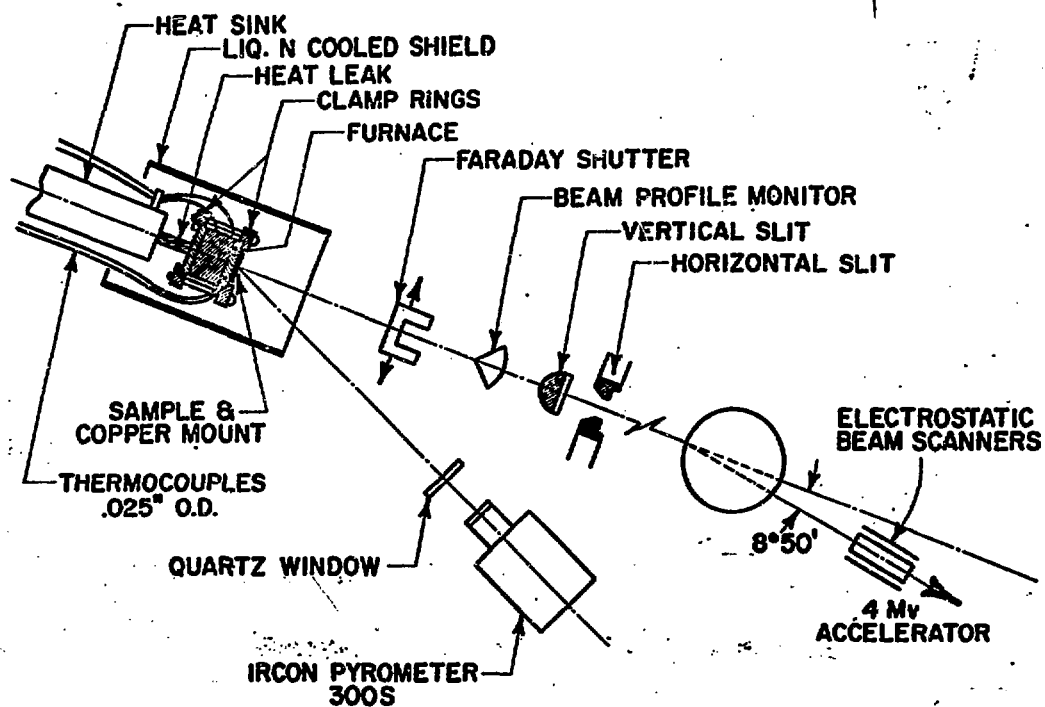 HEAT SINK
LIQ. N COOLED SHIELD
HEAT LEAK
CLAMP RINGS
FURNACE
FARADAY SHUTTER
BEAM PROFILE MONITOR
VERTICAL SLIT
HORIZONTAL SLIT
SAMPLE &
COPPER MOUNT
THERMOCOUPLES
.025" O.D.
QUARTZ WINDOW
IRCON PYROMETER
300S
ELECTROSTATIC
BEAM SCANNERS
8°50'
4 Mv
ACCELERATOR